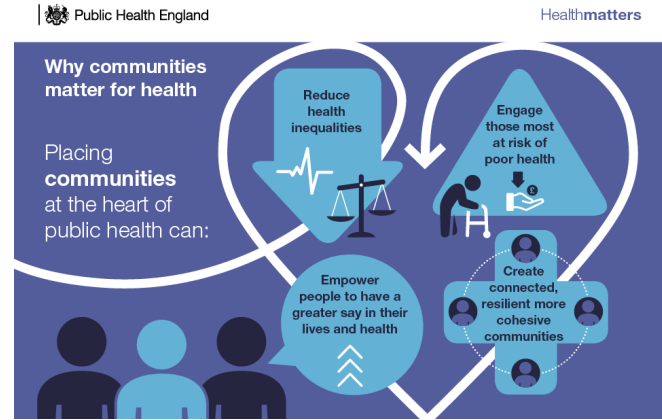 Public Health England
Healthmatters
Why communities
matter for health
Placing
communities
at the heart of
public health can:
Reduce
health
inequalities
Engage
those most
at risk of
poor health
£
Empower
people to have a
greater say in their
lives and health
Create
connected,
resilient more
cohesive
communities